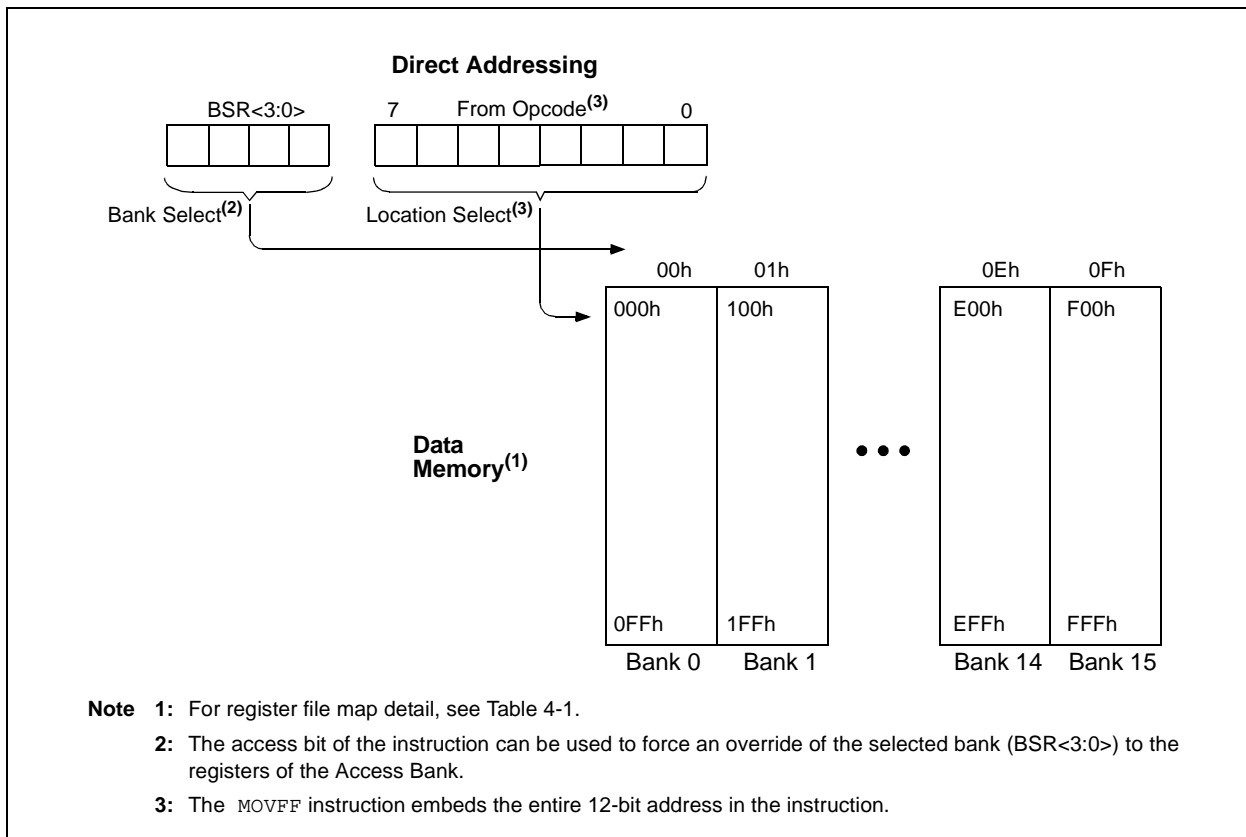 Direct Addressing
BSR<3:0>
7 From Opcode(3) 0
Bank Select(2)
Location Select(3)
00h 01h 0Eh 0Fh
000h 100h E00h F00h
Data
Memory(1)
0FFh 1FFh EFFh FFFh
Bank 0 Bank 1 Bank 14 Bank 15
Note 1: For register file map detail, see Table 4-1.
2: The access bit of the instruction can be used to force an override of the selected bank (BSR<3:0>) to the
registers of the Access Bank.
3: The MOVFF instruction embeds the entire 12-bit address in the instruction.